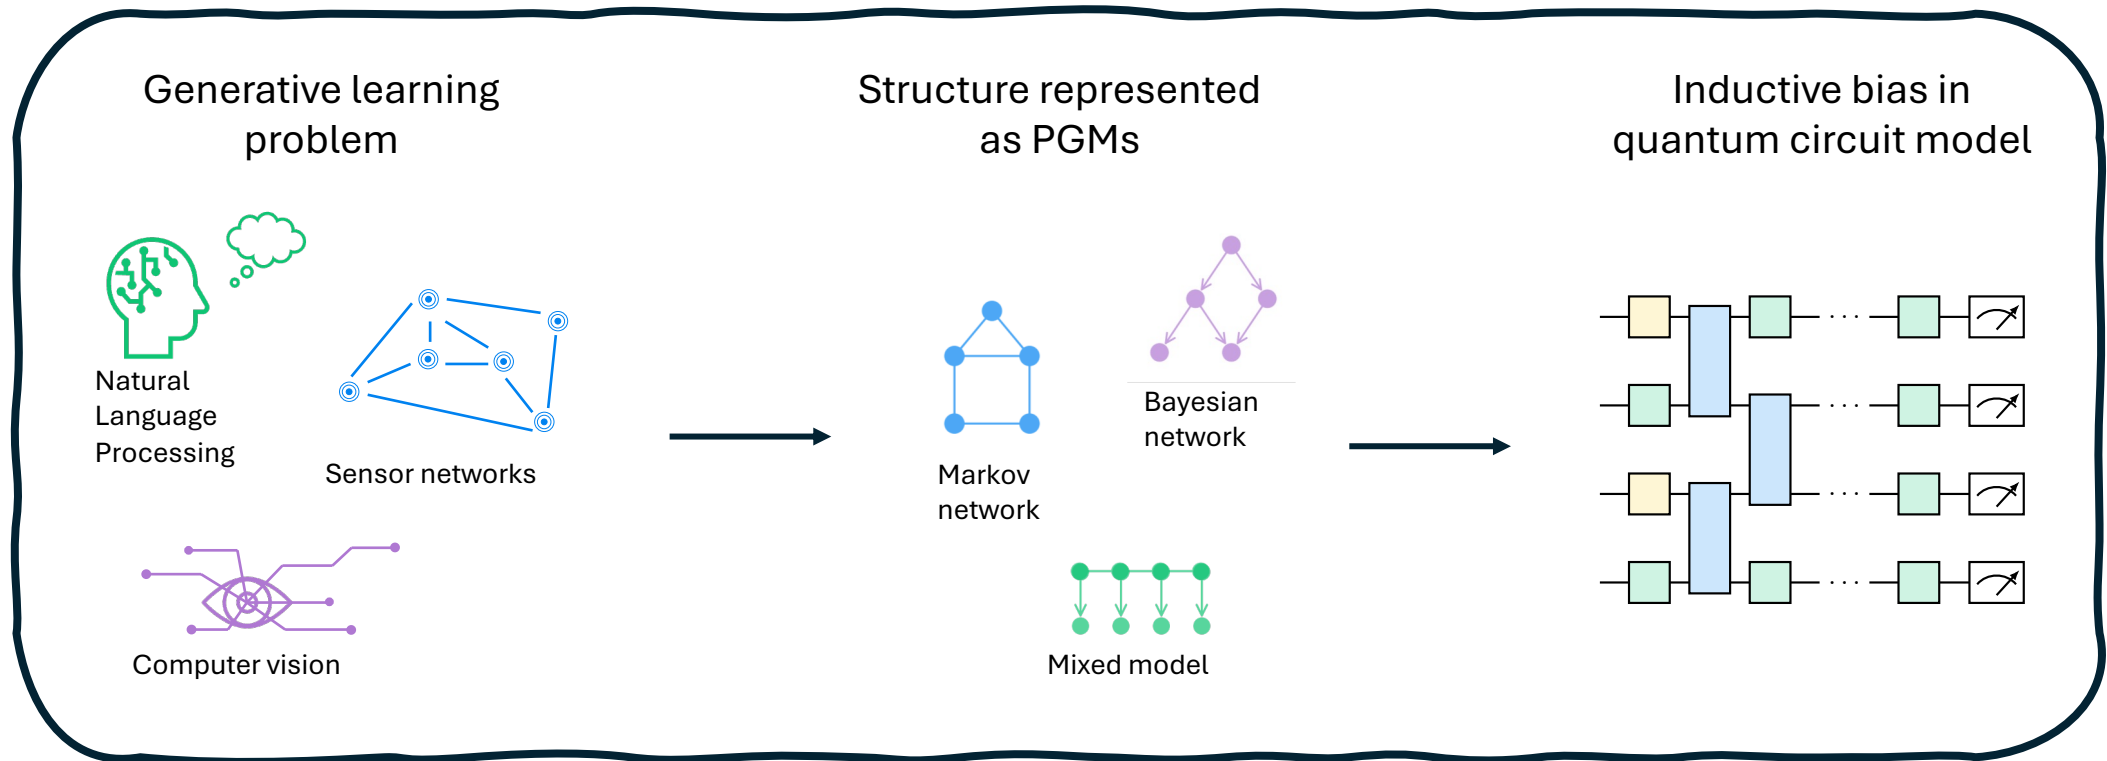 Generative learning
problem
Natural
Language
Processing
Sensor networks
Computer vision
Structure represented
as PGMs
Bayesian
network
Markov
network
Mixed model
Inductive bias in
quantum circuit model